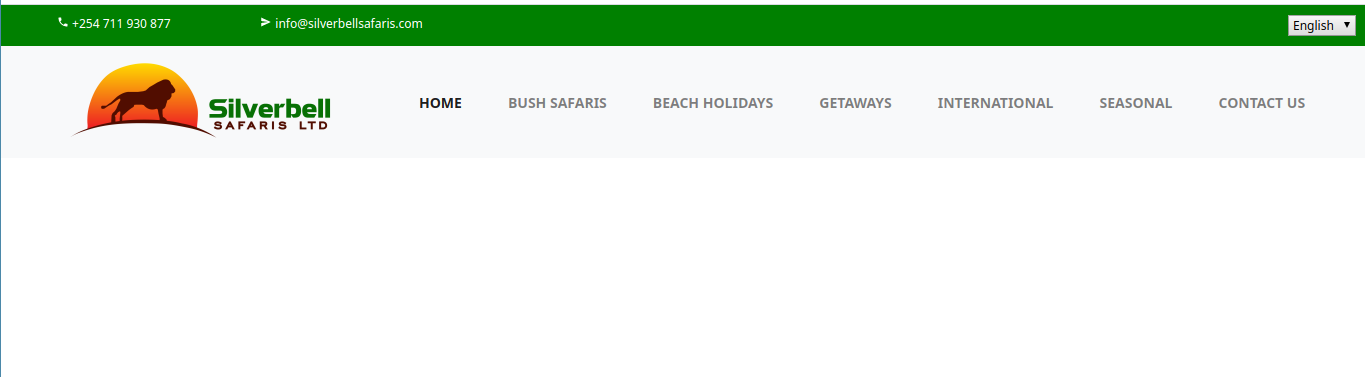 +254 711 930 877 info@silverbellsafaris.com English
Silverbell
SAFARIS LTD
HOME BUSH SAFARIS BEACH HOLIDAYS GETAWAYS INTERNATIONAL SEASONAL CONTACT US